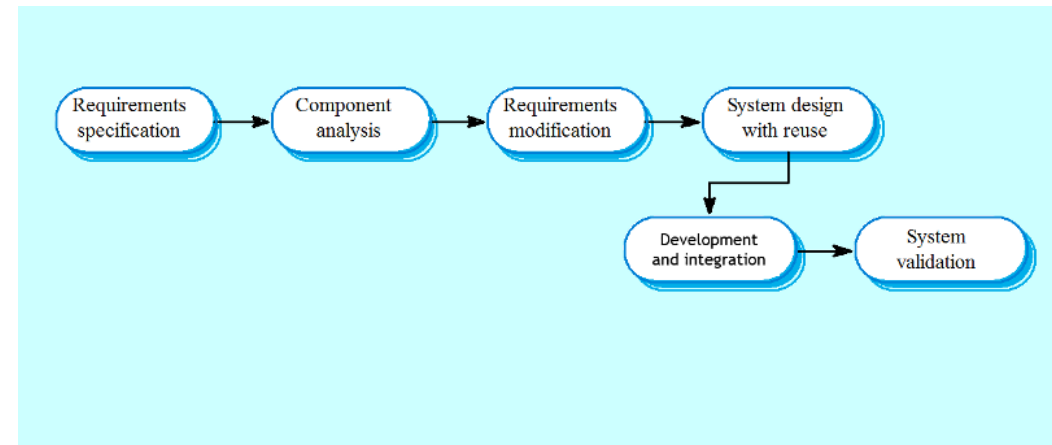 Requirements
specification
Component
analysis
Requirements
modification
System design
with reuse
Development
and integration
System
validation